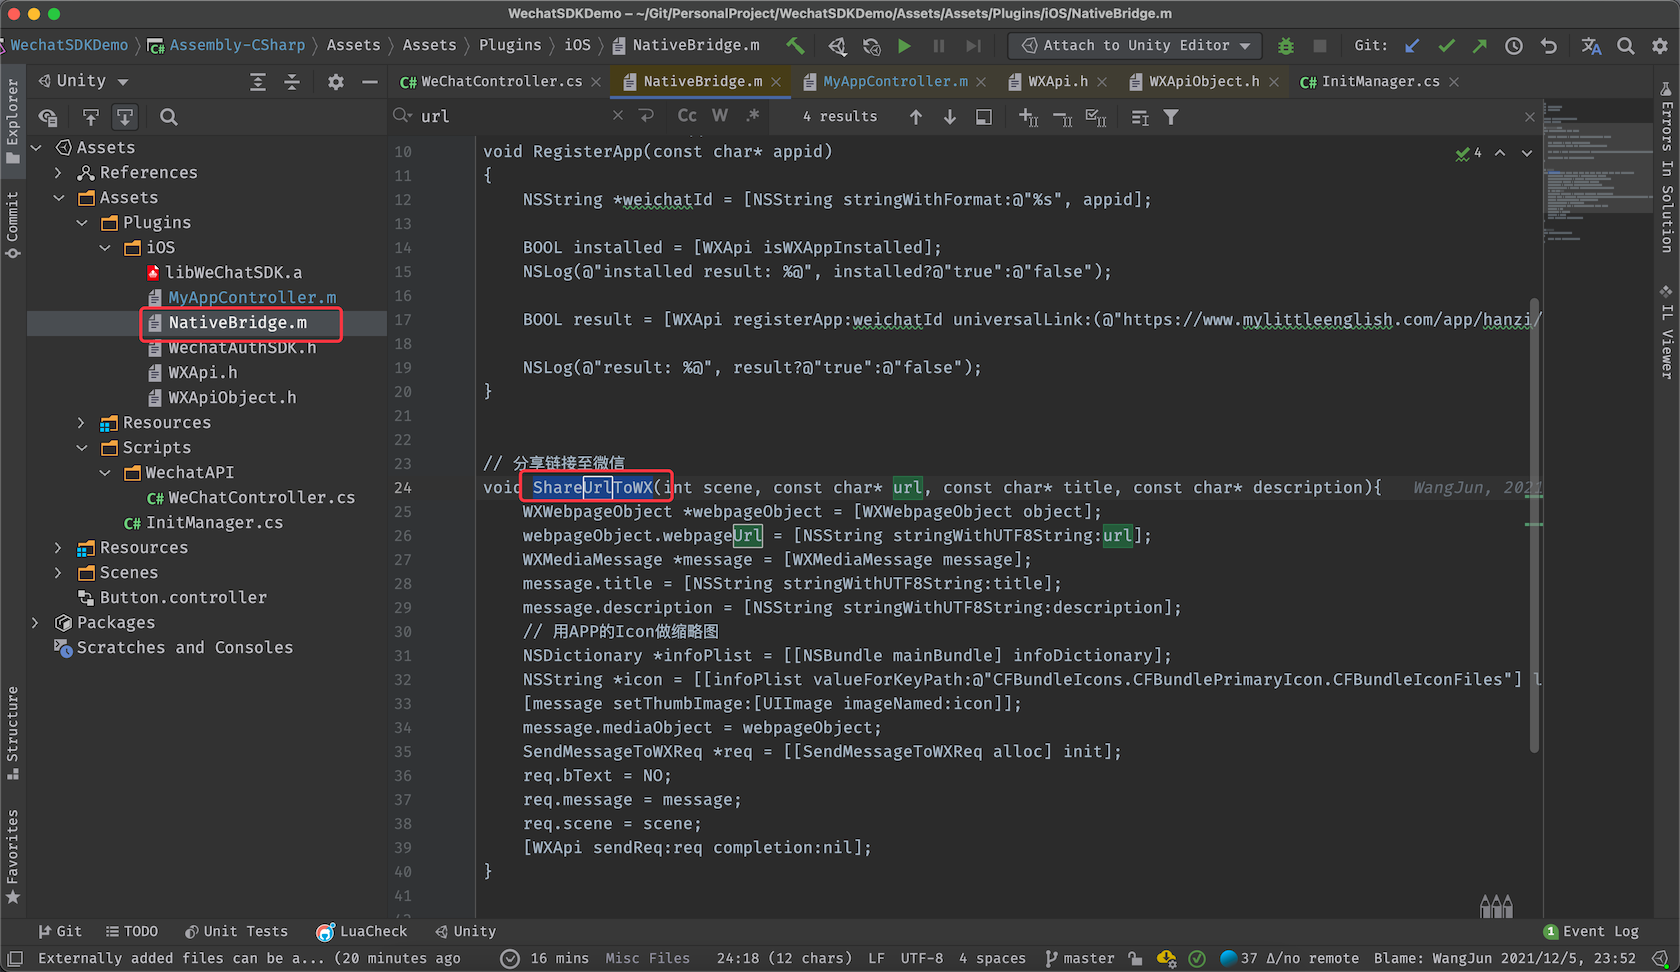 WechatSDKDemo – ~/Git/PersonalProject/WechatSDKDemo/Assets/Assets/Plugins/iOS/NativeBridge.m
WechatSDKDemo 〉 C# Assembly-CSharp 〉 Assets 〉 Assets 〉 Plugins 〉 iOS 〉 NativeBridge.m
Attach to Unity Editor
Git:
Explorer
Commit
Structure
Favorites
Unity
C# WeChatController.cs ×
NativeBridge.m ×
MyAppController.m ×
WXApi.h ×
WXApiObject.h ×
C# InitManager.cs ×
url
Cc W .*
4 results
Assets
References
Assets
Plugins
iOS
libWeChatSDK.a
MyAppController.m
NativeBridge.m
WechatAuthSDK.h
WXApi.h
WXApiObject.h
Resources
Scripts
WechatAPI
C# WeChatController.cs
C# InitManager.cs
Resources
Scenes
Button.controller
Packages
Scratches and Consoles
4
10 void RegisterApp(const char* appid)
11 {
12 NSString *weichatId = [NSString stringWithFormat:@"%s", appid];
13
14 BOOL installed = [WXApi isWXAppInstalled];
15 NSLog(@"installed result: %@", installed?@"true":@"false");
16
17 BOOL result = [WXApi registerApp:weichatId universalLink:(@"https://www.mylittleenglish.com/app/hanzi/
18
19 NSLog(@"result: %@", result?@"true":@"false");
20 }
21
22
23 // 分享链接至微信
24 void ShareUrlToWX(int scene, const char* url, const char* title, const char* description){ WangJun, 2021
25 WXWebpageObject *webpageObject = [WXWebpageObject object];
26 webpageObject.webpageUrl = [NSString stringWithUTF8String:url];
27 WXMediaMessage *message = [WXMediaMessage message];
28 message.title = [NSString stringWithUTF8String:title];
29 message.description = [NSString stringWithUTF8String:description];
30 // 用APP的Icon做缩略图
31 NSDictionary *infoPlist = [[NSBundle mainBundle] infoDictionary];
32 NSString *icon = [[infoPlist valueForKeyPath:@"CFBundleIcons.CFBundlePrimaryIcon.CFBundleIconFiles"] l
33 [message setThumbImage:[UIImage imageNamed:icon]];
34 message.mediaObject = webpageObject;
35 SendMessageToWXReq *req = [[SendMessageToWXReq alloc] init];
36 req.bText = NO;
37 req.message = message;
38 req.scene = scene;
39 [WXApi sendReq:req completion:nil];
40 }
41
Errors In Solution
IL Viewer
Git
TODO
Unit Tests
LuaCheck
Unity
1 Event Log
Externally added files can be a... (20 minutes ago
16 mins
Misc Files
24:18 (12 chars)
LF
UTF-8
4 spaces
master
37 Δ/no remote
Blame: WangJun 2021/12/5, 23:52